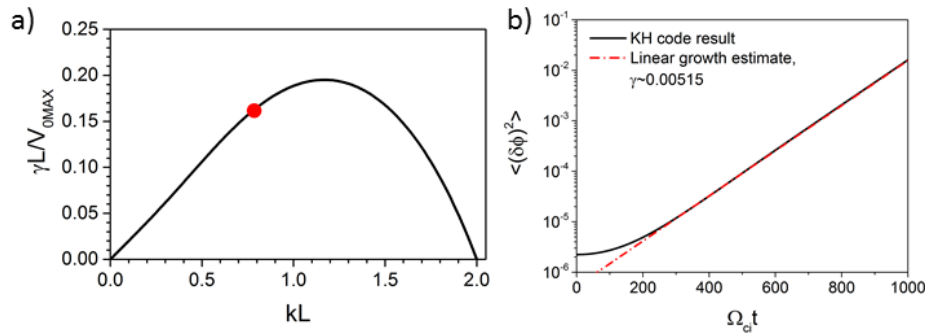 a)
0.25
0.20
0.15
0.10
0.05
0.00
γL/V0MAX
0.0
0.5
1.0
1.5
2.0
kL
b)
10-1
10-2
10-3
10-4
10-5
10-6
<(δϕ)2>
KH code result
Linear growth estimate,
γ~0.00515
0
200
400
600
800
1000
Ωcit